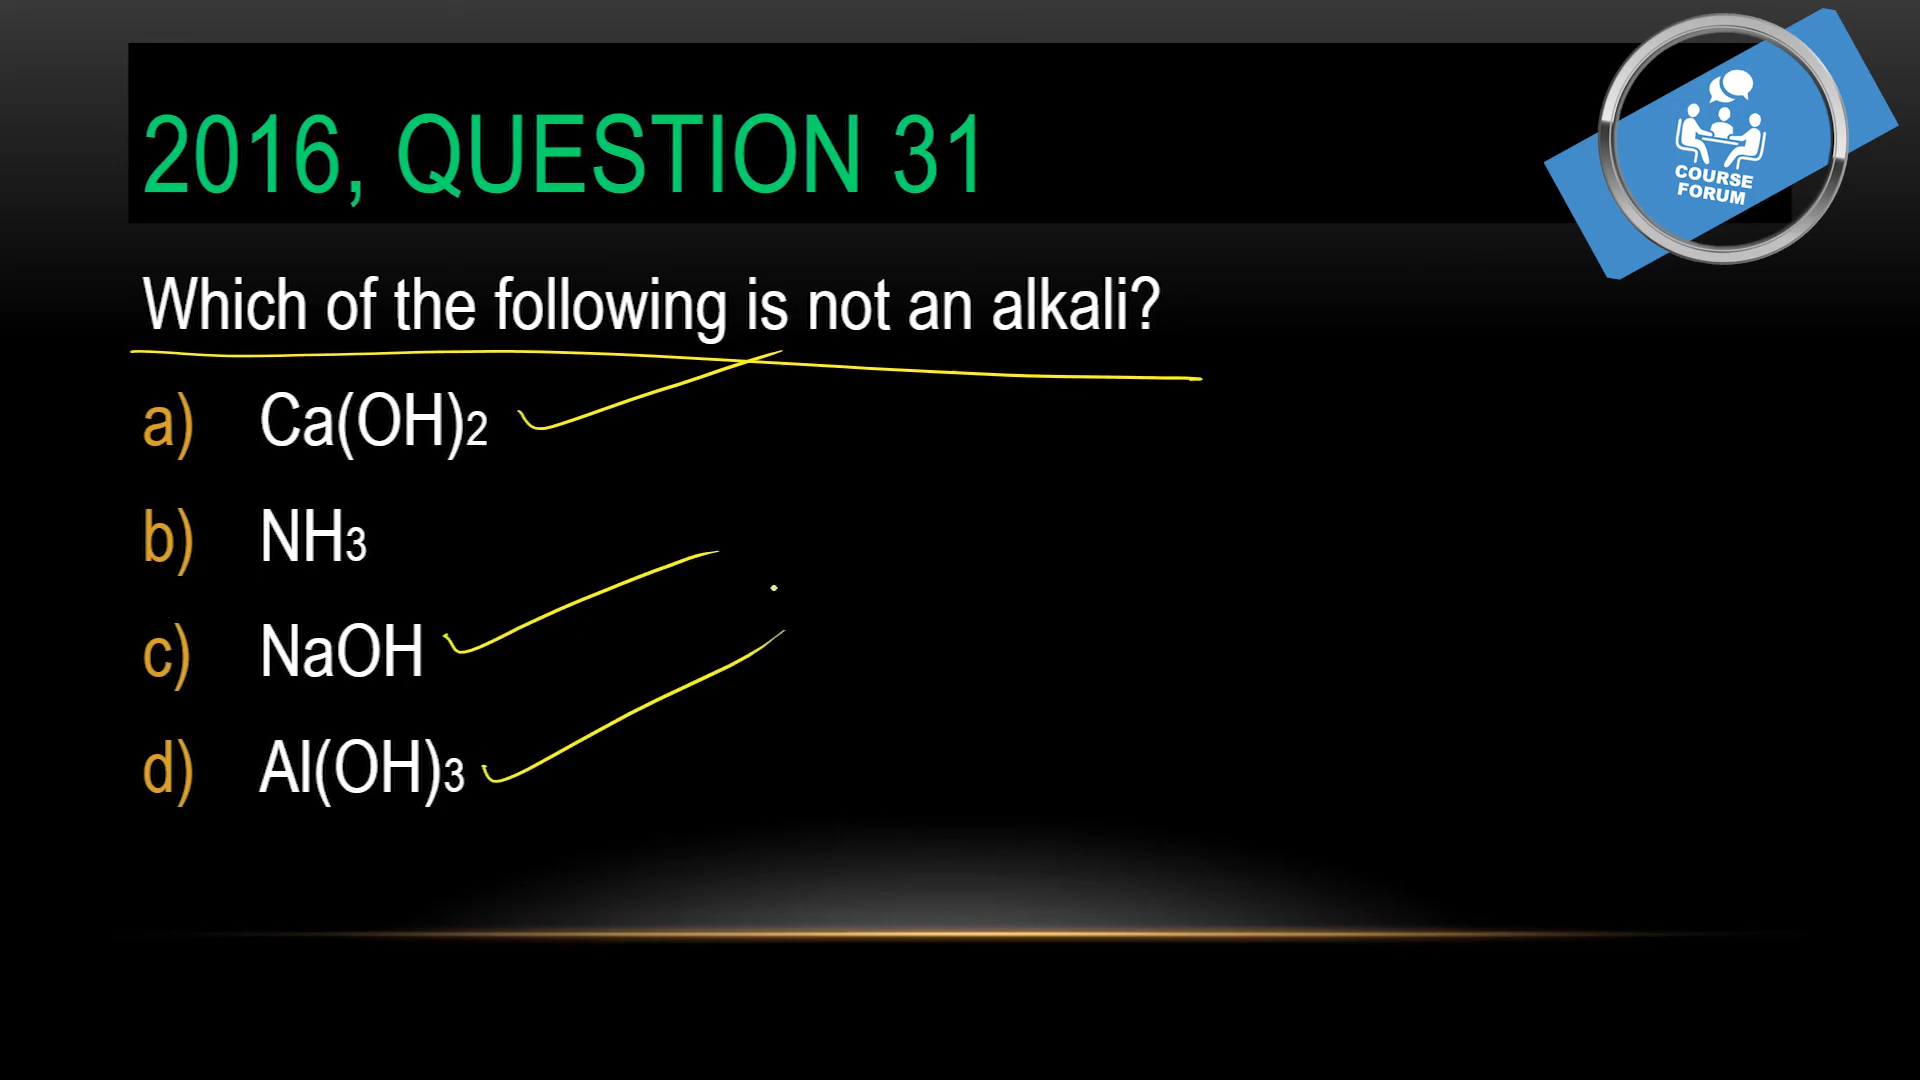 2016, QUESTION 31
COURSE
FORUM
Which of the following is not an alkali?
a) Ca(OH)2
b) NH3
c) NaOH
d) Al(OH)3